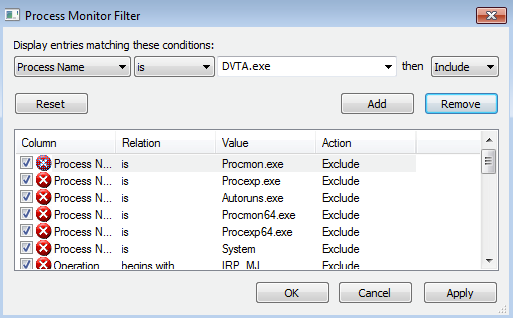 Process Monitor Filter
Display entries matching these conditions:
Process Name is DVTA.exe then Include
Reset Add Remove
Column Relation Value Action
Process N... is Procmon.exe Exclude
Process N... is Procexp.exe Exclude
Process N... is Autoruns.exe Exclude
Process N... is Procmon64.exe Exclude
Process N... is Procexp64.exe Exclude
Process N... is System Exclude
Operation begins with IRP_MJ_ Exclude
OK Cancel Apply